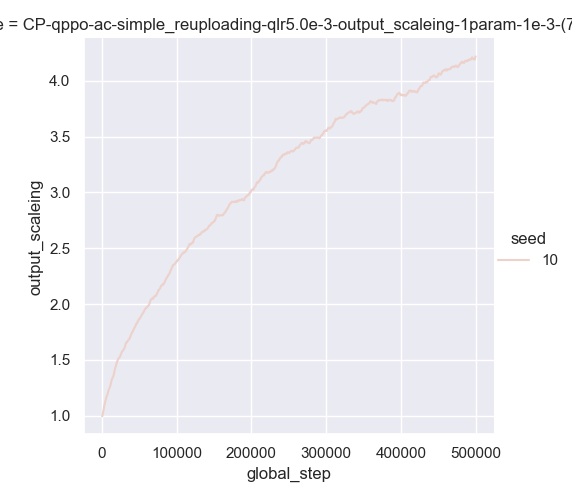 e = CP-qppo-ac-simple_reuploading-qlr5.0e-3-output_scaleing-1param-1e-3-(7
4.0
3.5
3.0
2.5
2.0
1.5
1.0
output_scaleing
0 100000 200000 300000 400000 500000
global_step
seed
10